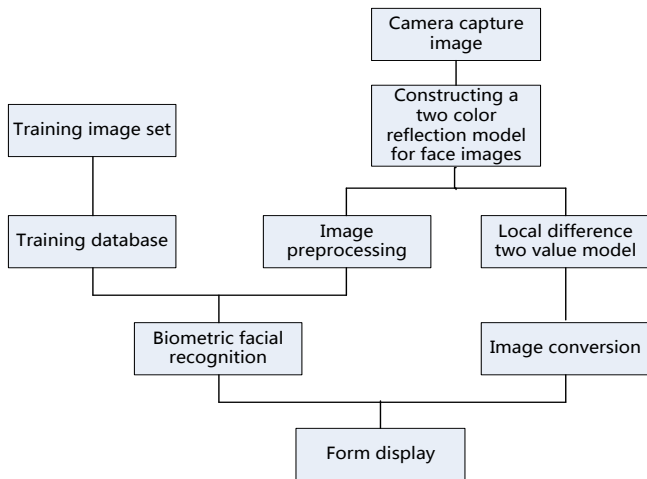 Camera capture
image
Constructing a
two color
reflection model
for face images
Training image set
Training database
Image
preprocessing
Local difference
two value model
Biometric facial
recognition
Image conversion
Form display